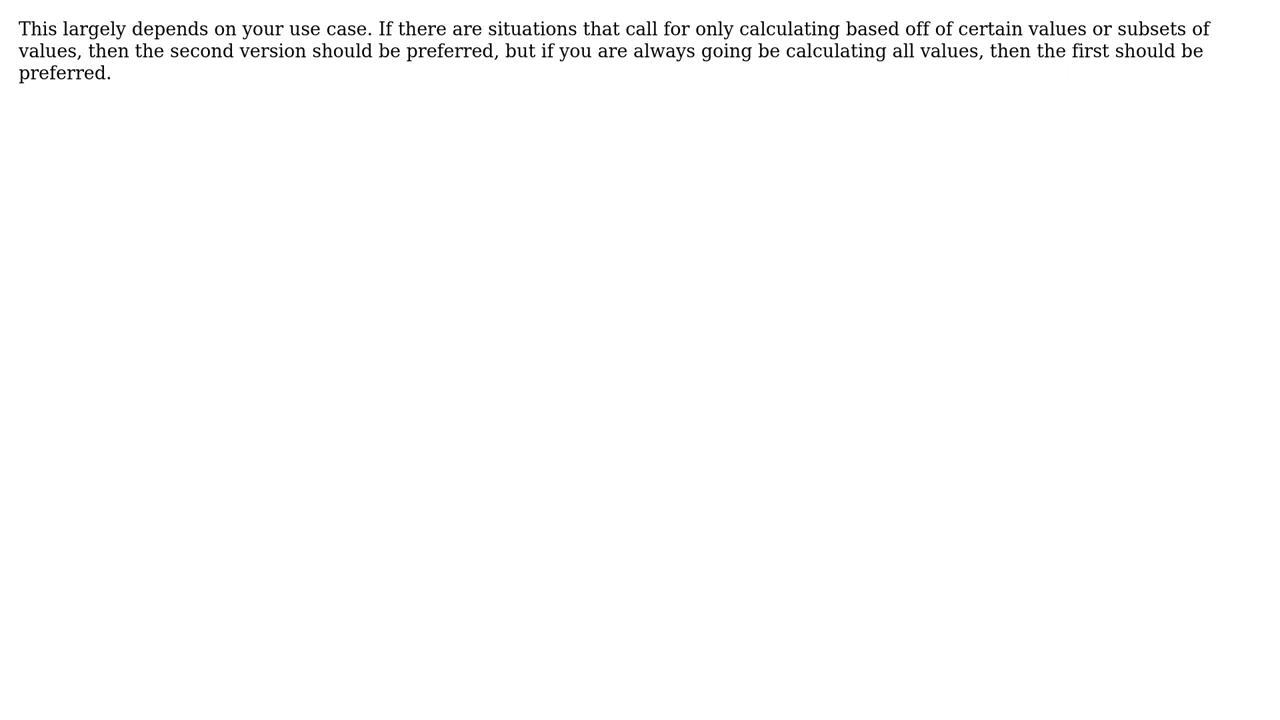 This largely depends on your use case. If there are situations that call for only calculating based off of certain values or subsets of
values, then the second version should be preferred, but if you are always going be calculating all values, then the first should be
preferred.